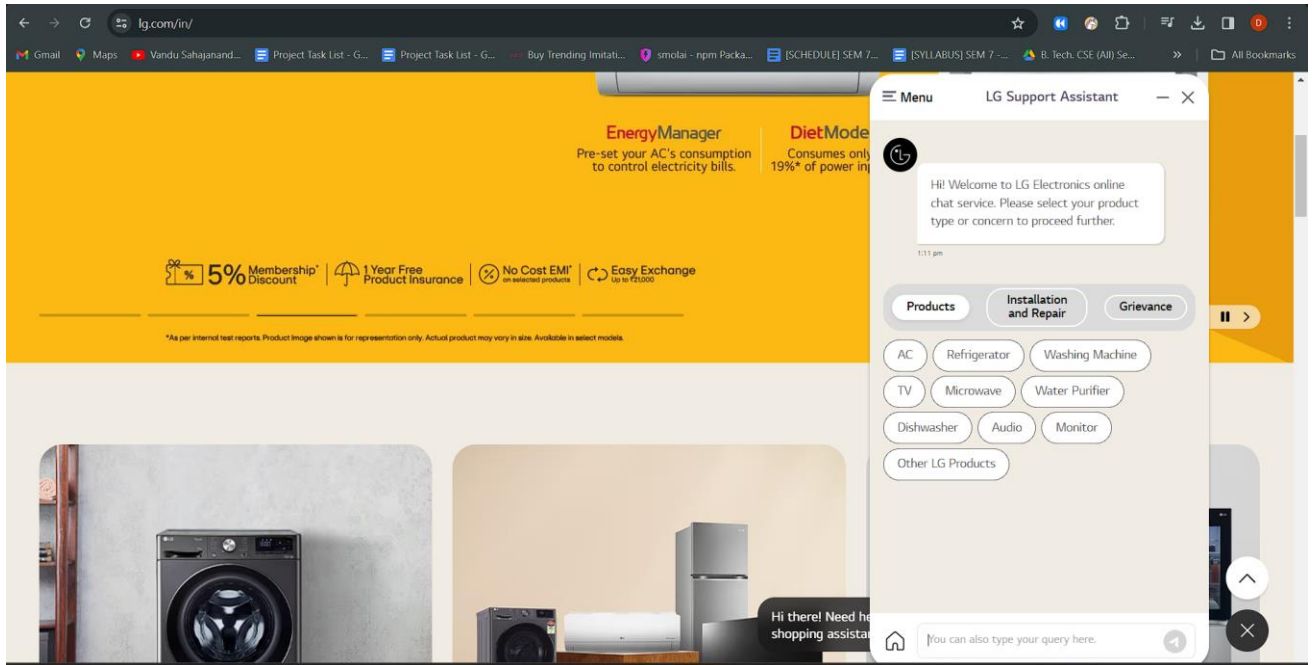 lg.com/in/
Gmail
Maps
Vandu Sahajanand...
Project Task List - G...
Project Task List - G...
Buy Trending Imitati...
smolai - npm Packa...
[SCHEDULE] SEM 7...
[SYLLABUS] SEM 7 -...
B. Tech. CSE (All) Se...
All Bookmarks
EnergyManager
Pre-set your AC's consumption
to control electricity bills.
DietMode
Consumes only
19%* of power in
% 5% Membership*
Discount
1 Year Free
Product Insurance
No Cost EMI*
on selected products
Easy Exchange
Up to ₹21,000
*As per internal test reports. Product Image shown is for representation only. Actual product may vary in size. Available in select models.
Hi there! Need he
shopping assista
Menu
LG Support Assistant
Hi! Welcome to LG Electronics online
chat service. Please select your product
type or concern to proceed further.
1:11 pm
Products
Installation
and Repair
Grievance
AC Refrigerator Washing Machine
TV Microwave Water Purifier
Dishwasher Audio Monitor
Other LG Products
You can also type your query here.